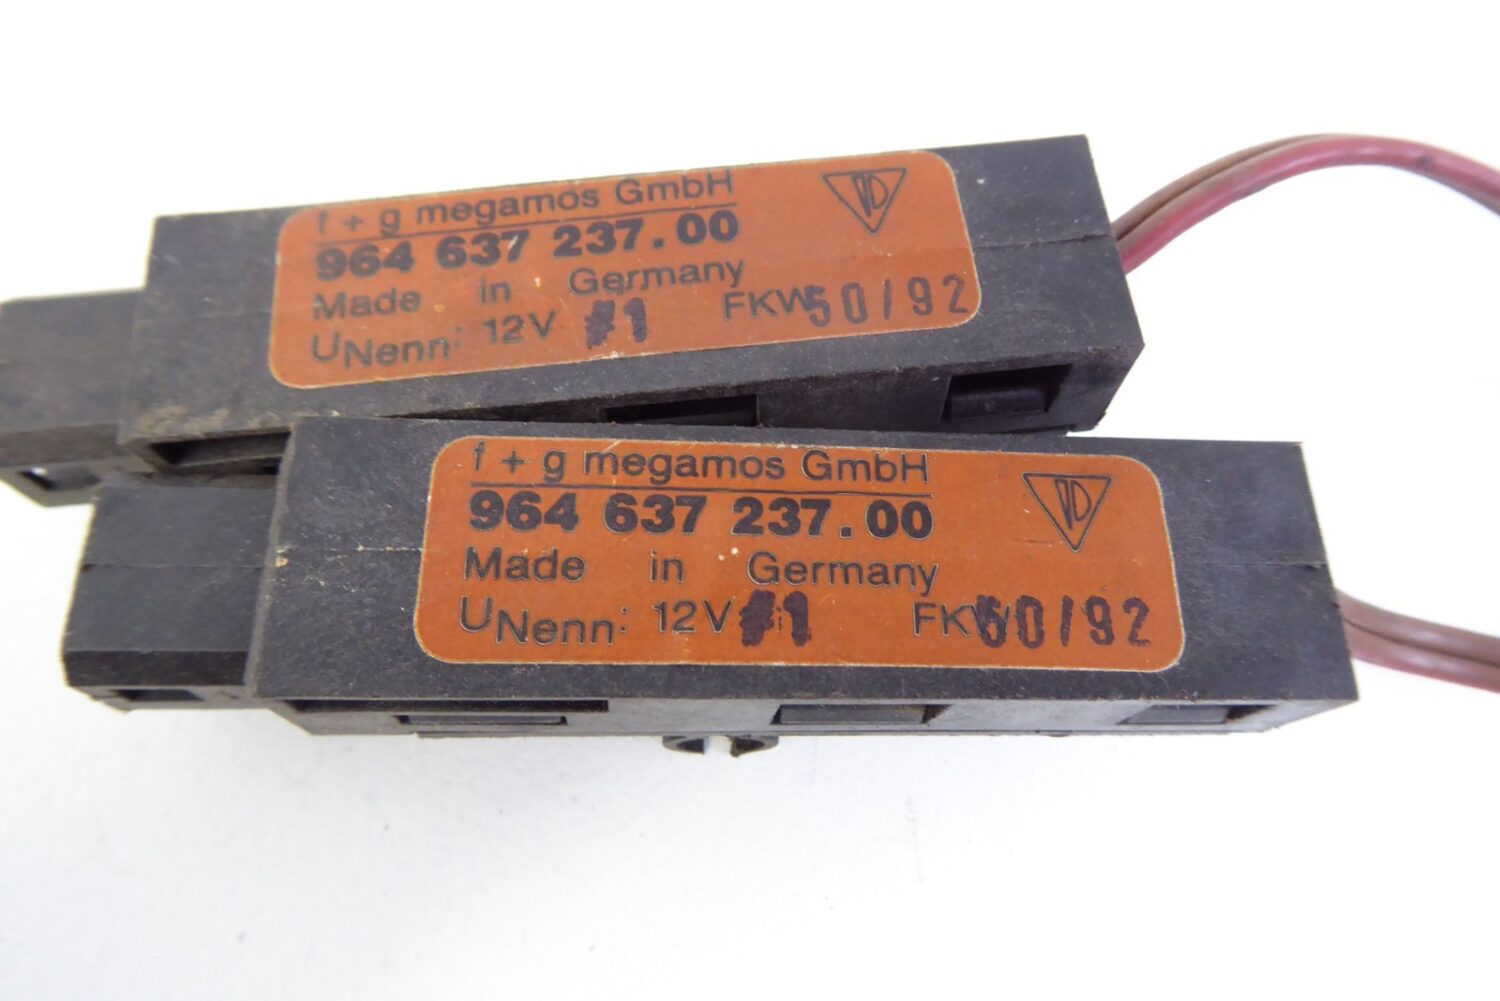 f + g megamos GmbH
964 637 237.00
Made in Germany
UNenn: 12V #1 FKW 50/92
f + g megamos GmbH
964 637 237.00
Made in Germany
UNenn: 12V #1 FKW 50/92